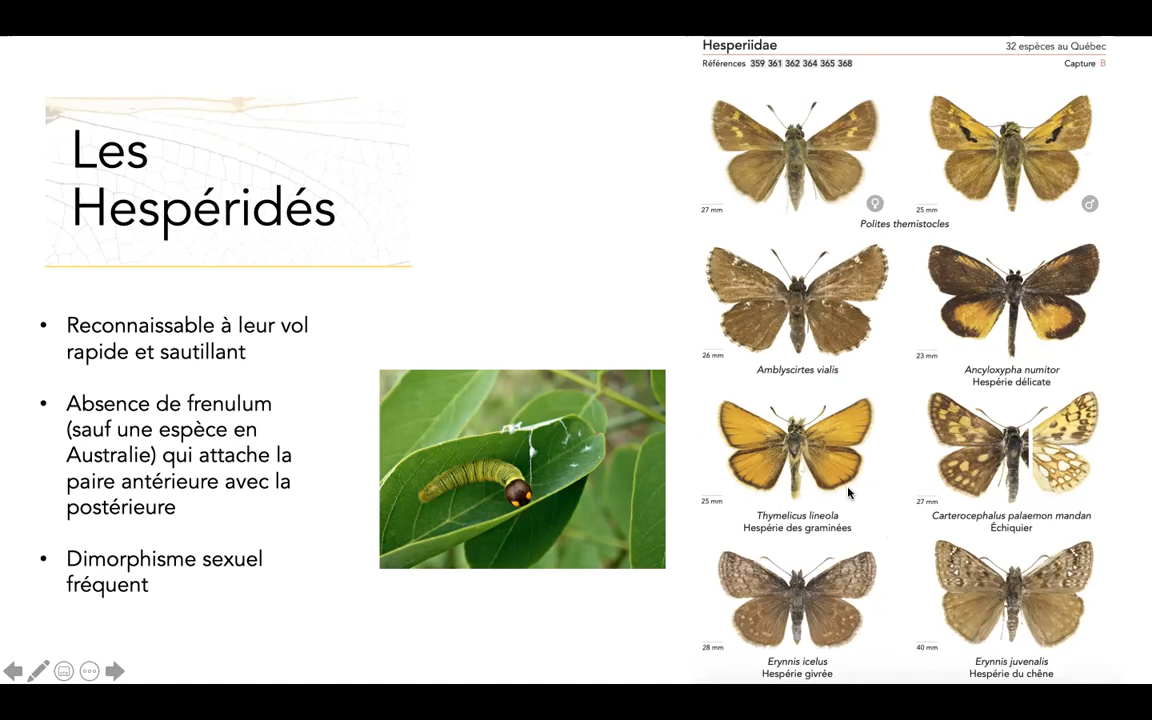 Les
Hespéridés
• Reconnaissable à leur vol
rapide et sautillant
• Absence de frenulum
(sauf une espèce en
Australie) qui attache la
paire antérieure avec la
postérieure
• Dimorphisme sexuel
fréquent
Hesperiidae
32 espèces au Québec
Références 359 361 362 364 365 368
Capture B
27 mm
♀
25 mm
♂
Polites themistocles
26 mm
23 mm
Amblyscirtes vialis
Ancyloxypha numitor
Hespérie délicate
25 mm
27 mm
Thymelicus lineola
Hespérie des graminées
Carterocephalus palaemon mandan
Échiquier
28 mm
40 mm
Erynnis icelus
Hespérie givrée
Erynnis juvenalis
Hespérie du chêne